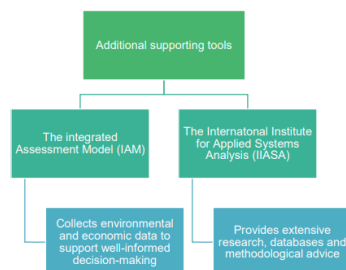 Additional supporting tools
The integrated
Assessment Model (IAM)
The Internatonal Institute
for Applied Systems
Analysis (IIASA)
Collects environmental
and economic data to
support well-informed
decision-making
Provides extensive
research, databases and
methodological advice